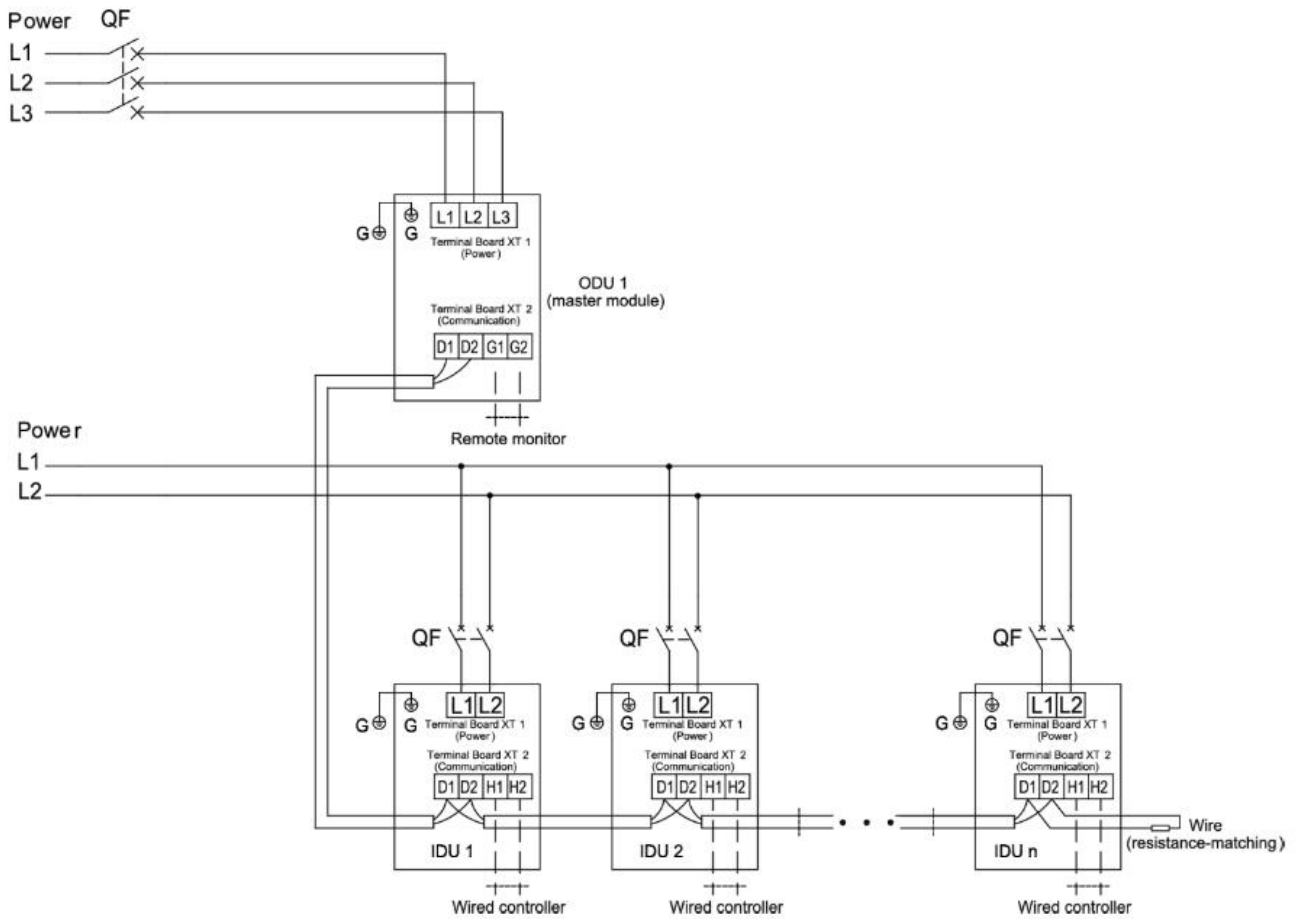 Power QF
L1
L2
L3
G G L1 L2 L3
Terminal Board XT 1
(Power)
ODU 1
(master module)
Terminal Board XT 2
(Communication)
D1 D2 G1 G2
Remote monitor
Power
L1
L2
QF QF QF
G G L1 L2 G G L1 L2 G G L1 L2
Terminal Board XT 1 Terminal Board XT 1 Terminal Board XT 1
(Power) (Power) (Power)
Terminal Board XT 2 Terminal Board XT 2 Terminal Board XT 2
(Communication) (Communication) (Communication)
D1 D2 H1 H2 D1 D2 H1 H2 D1 D2 H1 H2
Wire
(resistance-matching)
IDU 1 IDU 2 IDU n
Wired controller Wired controller Wired controller